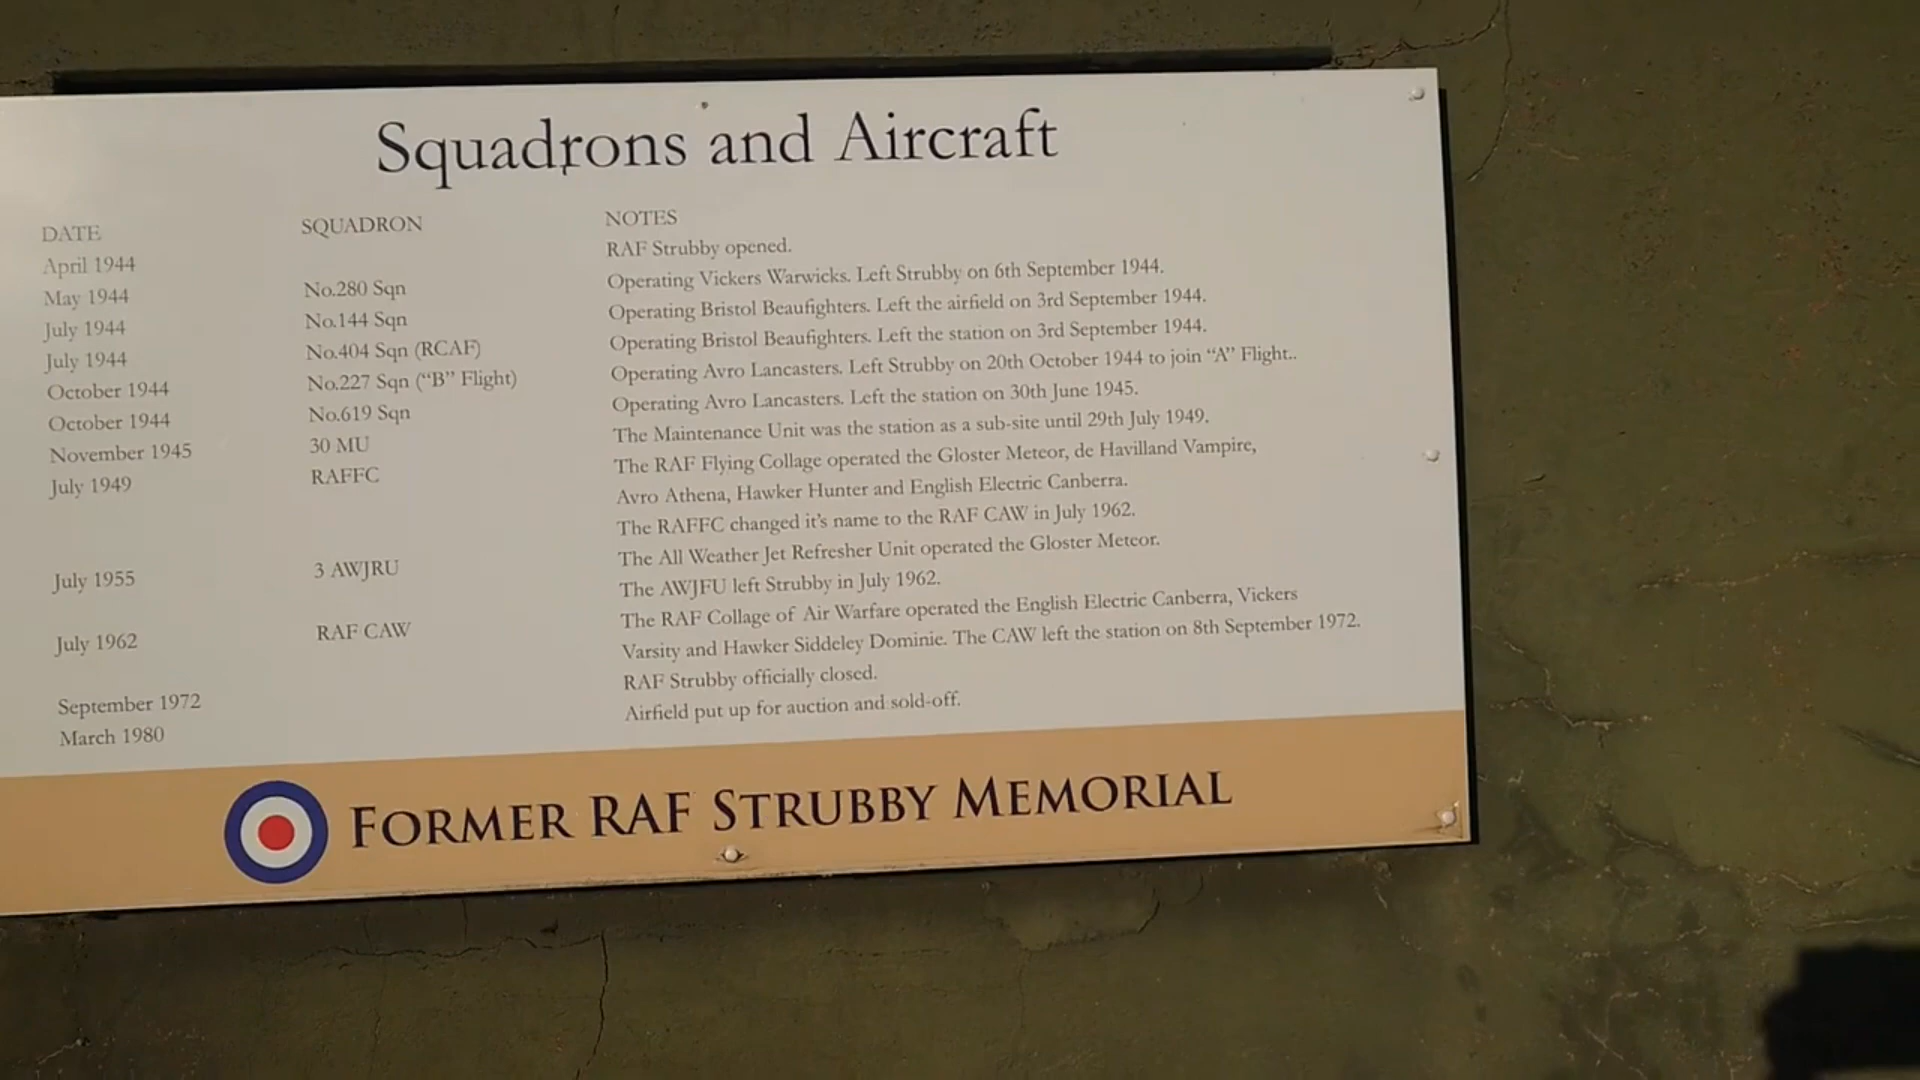 Squadrons and Aircraft
DATE SQUADRON NOTES
April 1944 RAF Strubby opened.
May 1944 No.280 Sqn Operating Vickers Warwicks. Left Strubby on 6th September 1944.
July 1944 No.144 Sqn Operating Bristol Beaufighters. Left the airfield on 3rd September 1944.
July 1944 No.404 Sqn (RCAF) Operating Bristol Beaufighters. Left the station on 3rd September 1944.
October 1944 No.227 Sqn (“B” Flight) Operating Avro Lancasters. Left Strubby on 20th October 1944 to join “A” Flight..
October 1944 No.619 Sqn Operating Avro Lancasters. Left the station on 30th June 1945.
November 1945 30 MU The Maintenance Unit was the station as a sub-site until 29th July 1949.
July 1949 RAFFC The RAF Flying Collage operated the Gloster Meteor, de Havilland Vampire,
Avro Athena, Hawker Hunter and English Electric Canberra.
The RAFFC changed it’s name to the RAF CAW in July 1962.
July 1955 3 AWJRU The All Weather Jet Refresher Unit operated the Gloster Meteor.
The AWJFU left Strubby in July 1962.
July 1962 RAF CAW The RAF Collage of Air Warfare operated the English Electric Canberra, Vickers
Varsity and Hawker Siddeley Dominie. The CAW left the station on 8th September 1972.
September 1972 RAF Strubby officially closed.
March 1980 Airfield put up for auction and sold-off.
FORMER RAF STRUBBY MEMORIAL